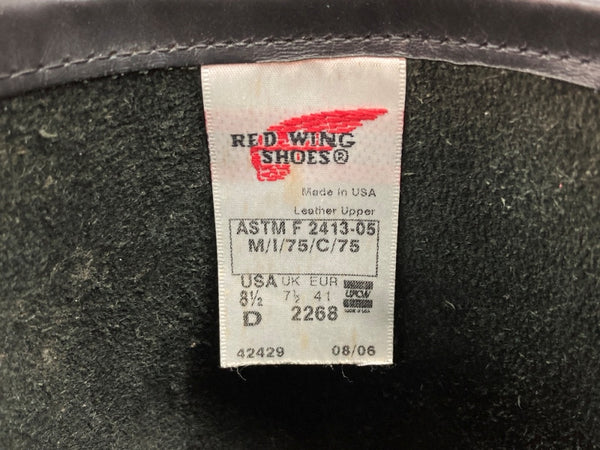 RED WING
SHOES®
Made in USA
Leather Upper
ASTM F 2413-05
M/I/75/C/75
USA UK EUR
8½ 7½ 41
UFCW
D 2268
42429 08/06